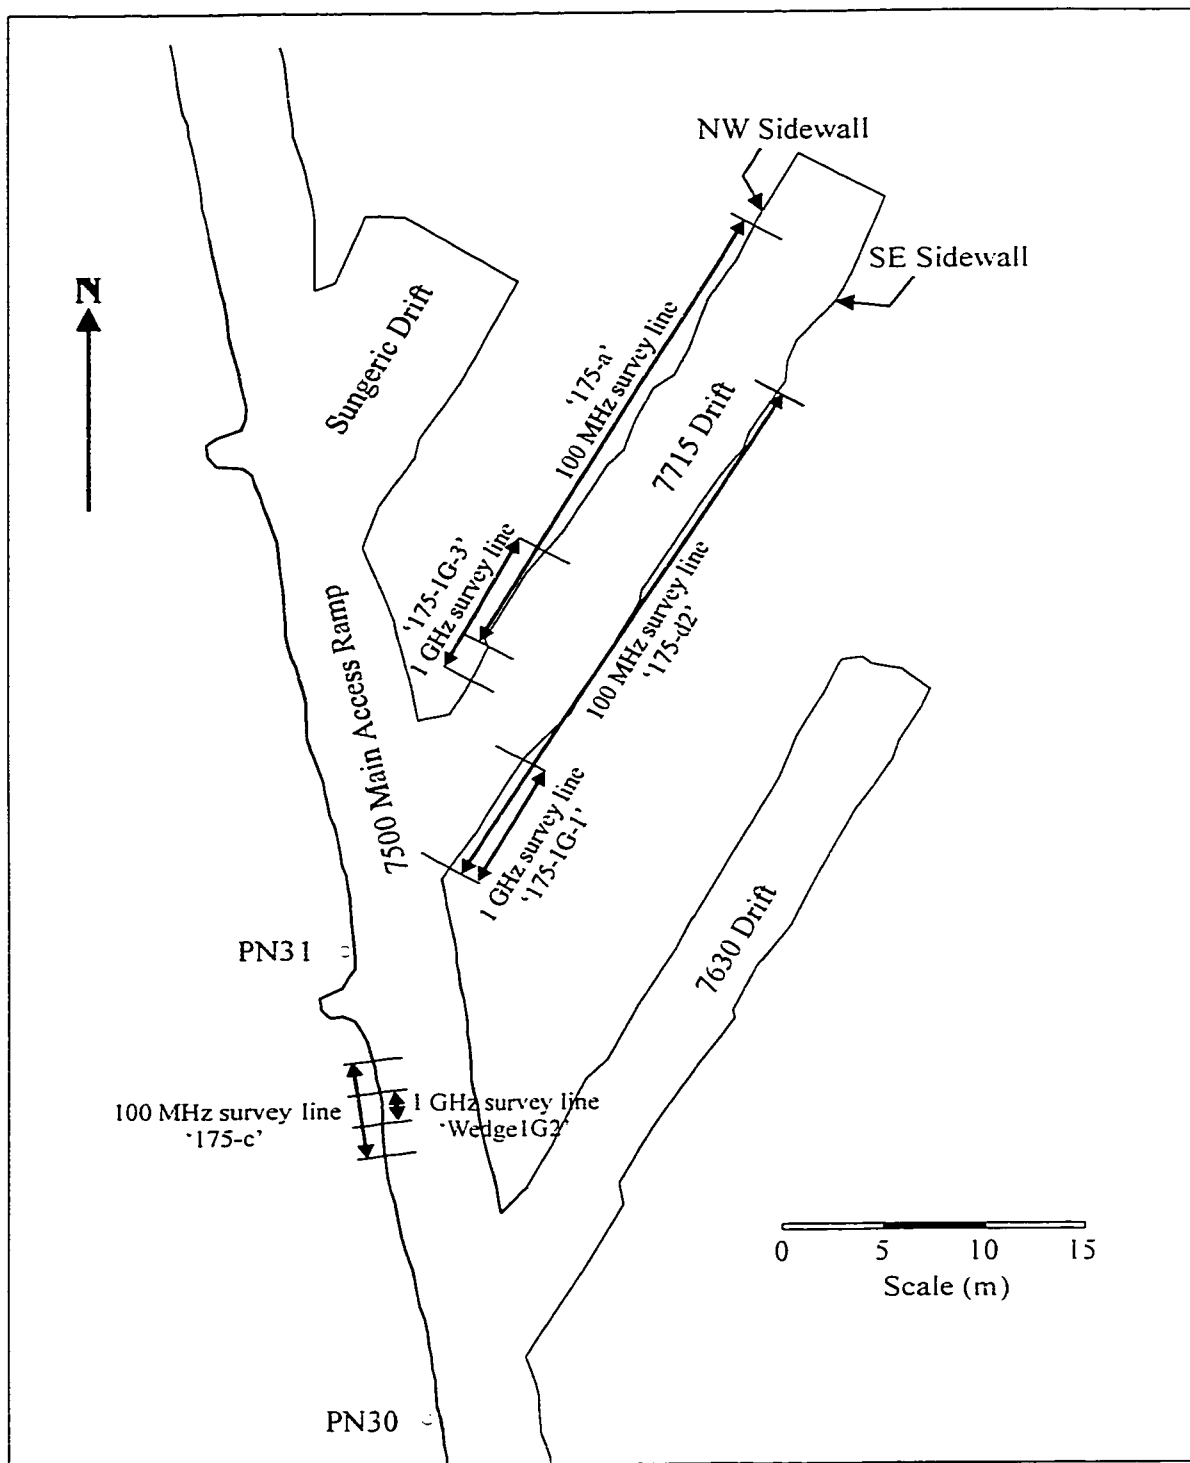 NW Sidewall
SE Sidewall
N
Sungeric Drift
‘175-a’
100 MHz survey line
7715 Drift
‘175-1G-3’
1 GHz survey line
100 MHz survey line
‘175-d2’
7500 Main Access Ramp
1 GHz survey line
‘175-1G-1’
7630 Drift
PN31
100 MHz survey line
‘175-c’
1 GHz survey line
‘Wedge1G2’
0 5 10 15
Scale (m)
PN30